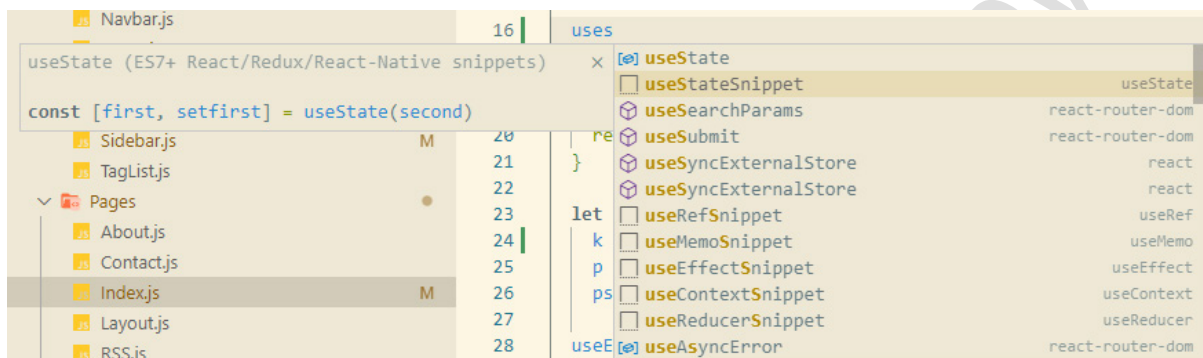 Navbar.js
useState (ES7+ React/Redux/React-Native snippets)
const [first, setfirst] = useState(second)
Sidebar.js M
TagList.js
Pages
About.js
Contact.js
Index.js M
Layout.js
RSS.js
16 uses
20 re
21 }
22
23 let
24 k
25 p
26 ps
27
28 useE
useState
useStateSnippet useState
useSearchParams react-router-dom
useSubmit react-router-dom
useSyncExternalStore react
useSyncExternalStore react
useRefSnippet useRef
useMemoSnippet useMemo
useEffectSnippet useEffect
useContextSnippet useContext
useReducerSnippet useReducer
useAsyncError react-router-dom